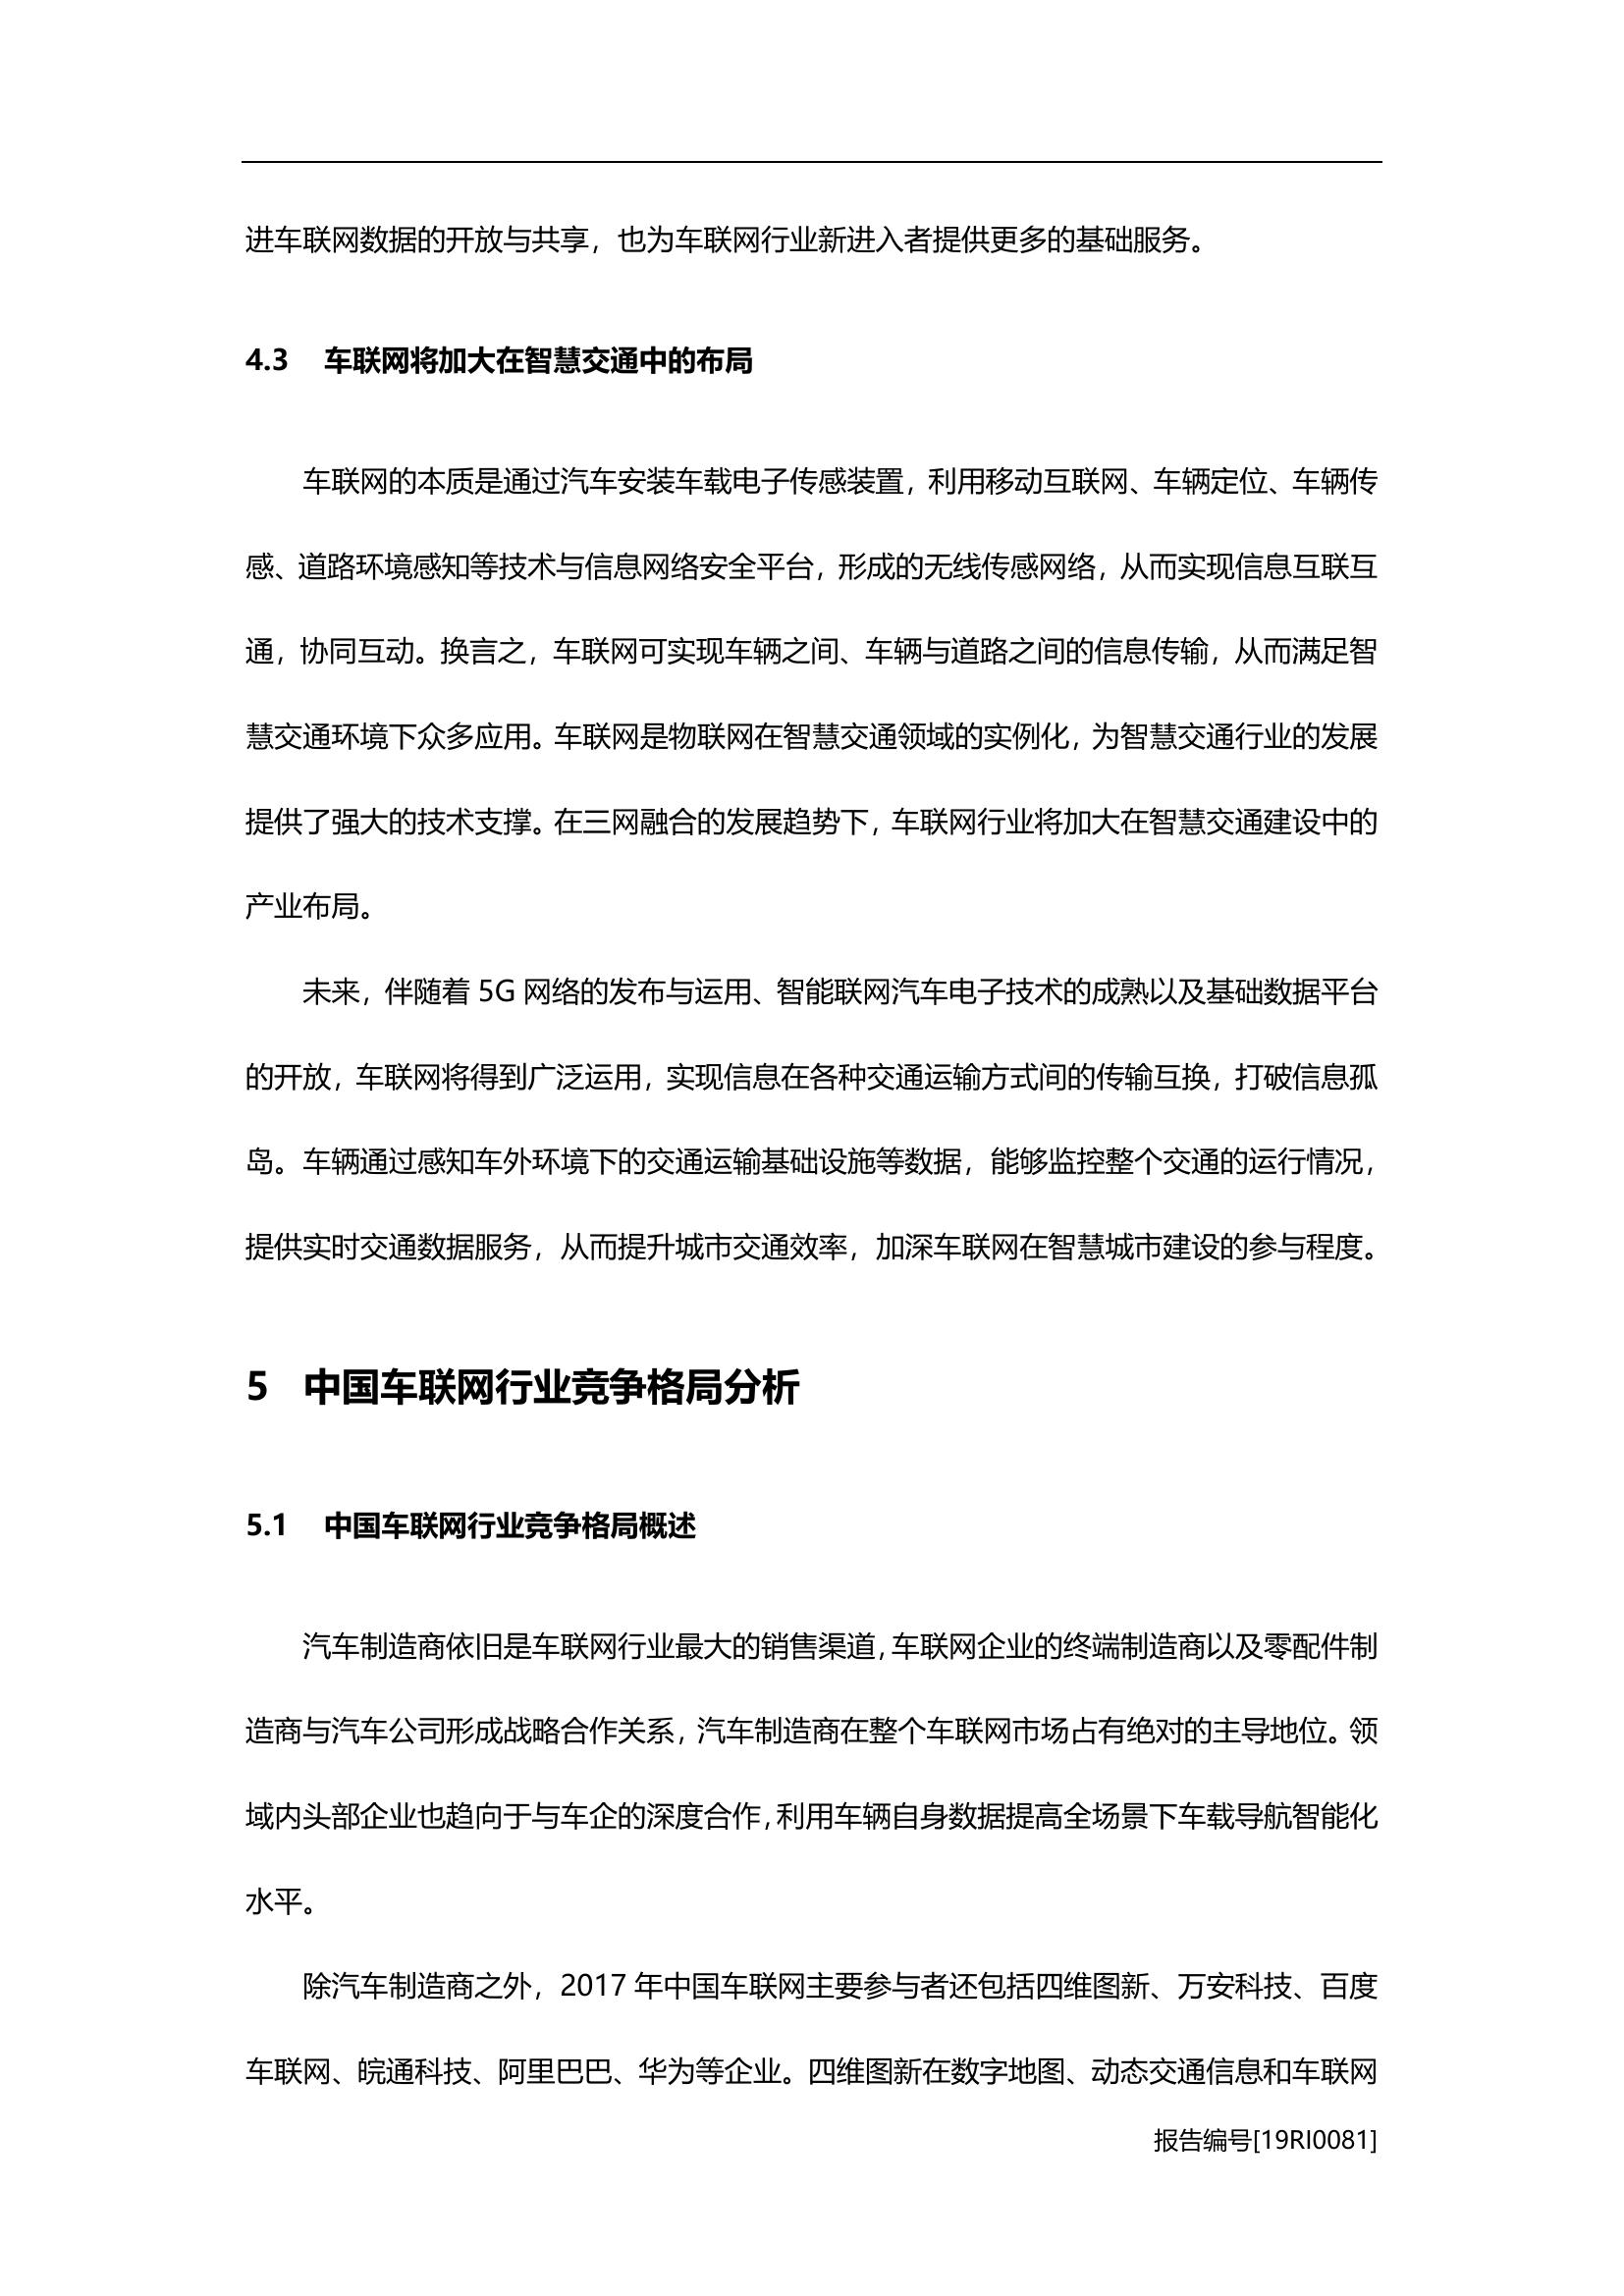 进车联网数据的开放与共享，也为车联网行业新进入者提供更多的基础服务。
4.3 车联网将加大在智慧交通中的布局
车联网的本质是通过汽车安装车载电子传感装置，利用移动互联网、车辆定位、车辆传
感、道路环境感知等技术与信息网络安全平台，形成的无线传感网络，从而实现信息互联互
通，协同互动。换言之，车联网可实现车辆之间、车辆与道路之间的信息传输，从而满足智
慧交通环境下众多应用。车联网是物联网在智慧交通领域的实例化，为智慧交通行业的发展
提供了强大的技术支撑。在三网融合的发展趋势下，车联网行业将加大在智慧交通建设中的
产业布局。
未来，伴随着 5G 网络的发布与运用、智能联网汽车电子技术的成熟以及基础数据平台
的开放，车联网将得到广泛运用，实现信息在各种交通运输方式间的传输互换，打破信息孤
岛。车辆通过感知车外环境下的交通运输基础设施等数据，能够监控整个交通的运行情况，
提供实时交通数据服务，从而提升城市交通效率，加深车联网在智慧城市建设的参与程度。
5 中国车联网行业竞争格局分析
5.1 中国车联网行业竞争格局概述
汽车制造商依旧是车联网行业最大的销售渠道，车联网企业的终端制造商以及零配件制
造商与汽车公司形成战略合作关系，汽车制造商在整个车联网市场占有绝对的主导地位。领
域内头部企业也趋向于与车企的深度合作，利用车辆自身数据提高全场景下车载导航智能化
水平。
除汽车制造商之外，2017 年中国车联网主要参与者还包括四维图新、万安科技、百度
车联网、皖通科技、阿里巴巴、华为等企业。四维图新在数字地图、动态交通信息和车联网
报告编号[19RI0081]